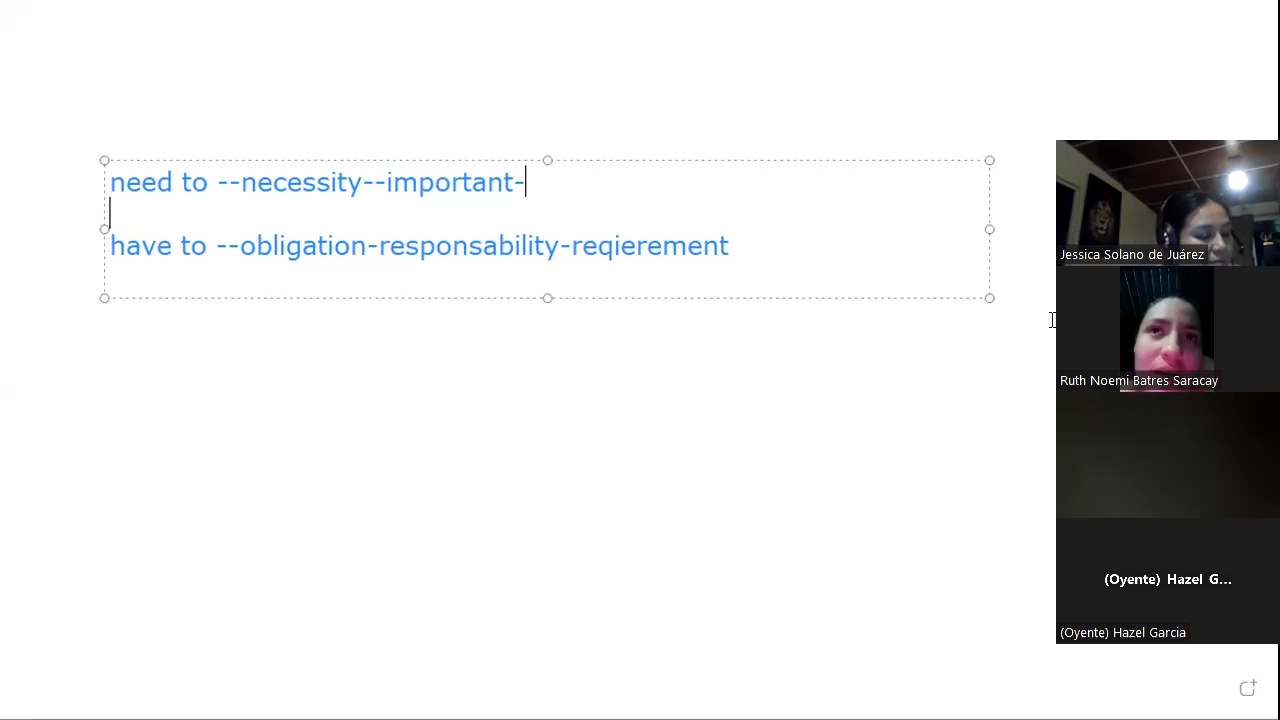 need to --necessity--important-
have to --obligation-responsability-reqierement
Jessica Solano de Juárez
Ruth Noemi Batres Saracay
(Oyente) Hazel G...
(Oyente) Hazel Garcia